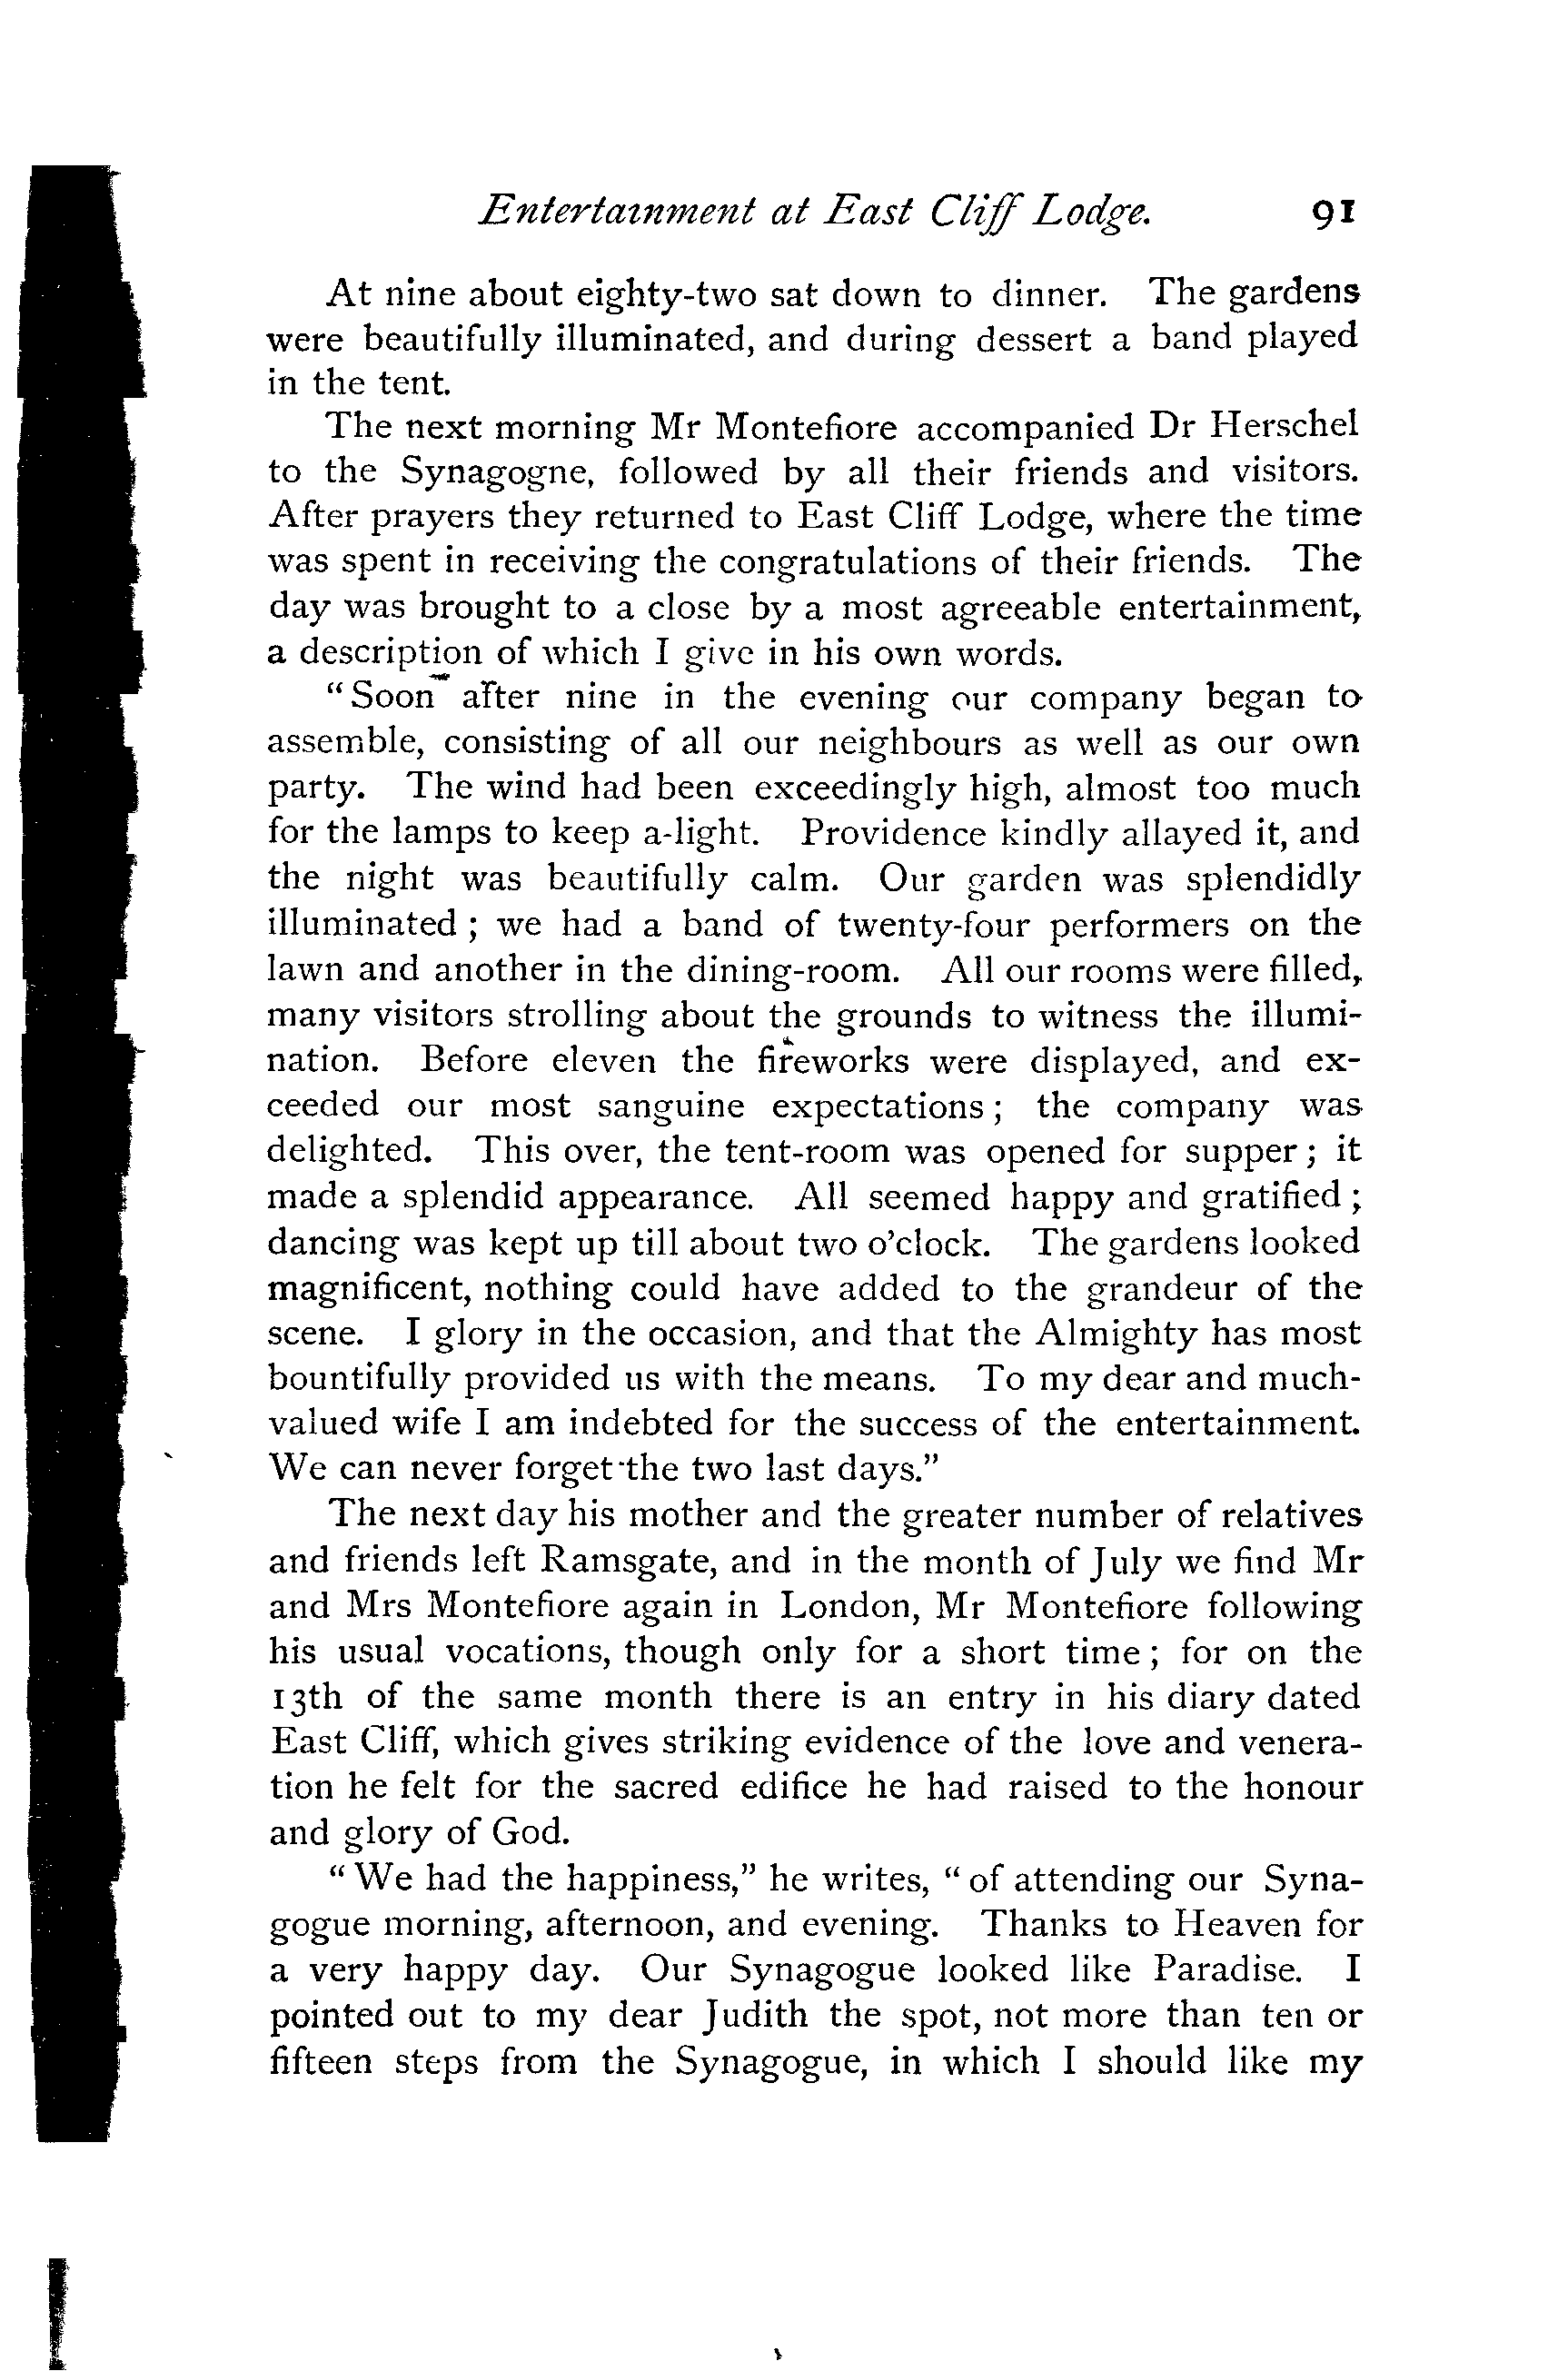 Entertainment at East Cliff Lodge. 91
At nine about eighty-two sat down to dinner. The gardens
were beautifully illuminated, and during dessert a band played
in the tent.
The next morning Mr Montefiore accompanied Dr Herschel
to the Synagogne, followed by all their friends and visitors.
After prayers they returned to East Cliff Lodge, where the time
was spent in receiving the congratulations of their friends. The
day was brought to a close by a most agreeable entertainment,
a description of which I give in his own words.
"Soon after nine in the evening our company began to
assemble, consisting of all our neighbours as well as our own
party. The wind had been exceedingly high, almost too much
for the lamps to keep a-light. Providence kindly allayed it, and
the night was beautifully calm. Our garden was splendidly
illuminated; we had a band of twenty-four performers on the
lawn and another in the dining-room. All our rooms were filled,
many visitors strolling about the grounds to witness the illumi-
nation. Before eleven the fireworks were displayed, and ex-
ceeded our most sanguine expectations; the company was
delighted. This over, the tent-room was opened for supper; it
made a splendid appearance. All seemed happy and gratified;
dancing was kept up till about two o'clock. The gardens looked
magnificent, nothing could have added to the grandeur of the
scene. I glory in the occasion, and that the Almighty has most
bountifully provided us with the means. To my dear and much-
valued wife I am indebted for the success of the entertainment.
We can never forget the two last days."
The next day his mother and the greater number of relatives
and friends left Ramsgate, and in the month of July we find Mr
and Mrs Montefiore again in London, Mr Montefiore following
his usual vocations, though only for a short time; for on the
13th of the same month there is an entry in his diary dated
East Cliff, which gives striking evidence of the love and venera-
tion he felt for the sacred edifice he had raised to the honour
and glory of God.
"We had the happiness," he writes, "of attending our Syna-
gogue morning, afternoon, and evening. Thanks to Heaven for
a very happy day. Our Synagogue looked like Paradise. I
pointed out to my dear Judith the spot, not more than ten or
fifteen steps from the Synagogue, in which I should like my